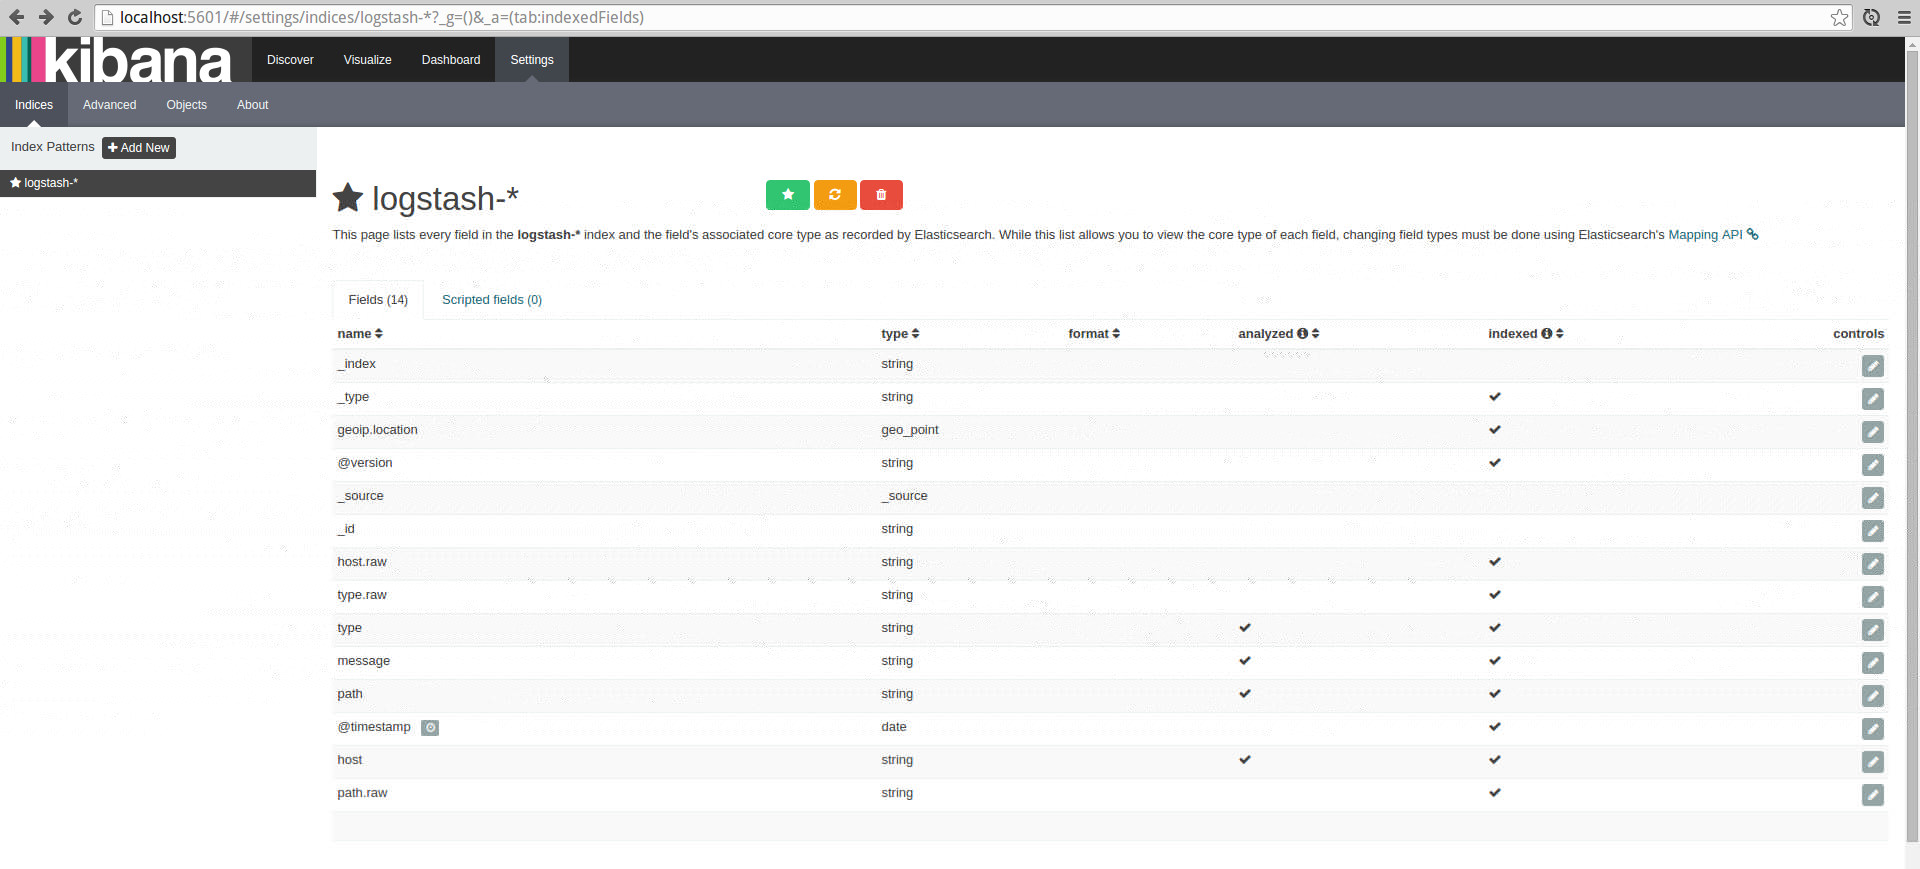 localhost:5601/#/settings/indices/logstash-*?_g=()&_a=(tab:indexedFields)
kibana Discover Visualize Dashboard Settings
Indices Advanced Objects About
Index Patterns Add New
logstash-*
logstash-*
This page lists every field in the logstash-* index and the field's associated core type as recorded by Elasticsearch. While this list allows you to view the core type of each field, changing field types must be done using Elasticsearch's Mapping API
Fields (14) Scripted fields (0)
name type format analyzed indexed controls
_index string
_type string
geoip.location geo_point
@version string
_source _source
_id string
host.raw string
type.raw string
type string
message string
path string
@timestamp date
host string
path.raw string